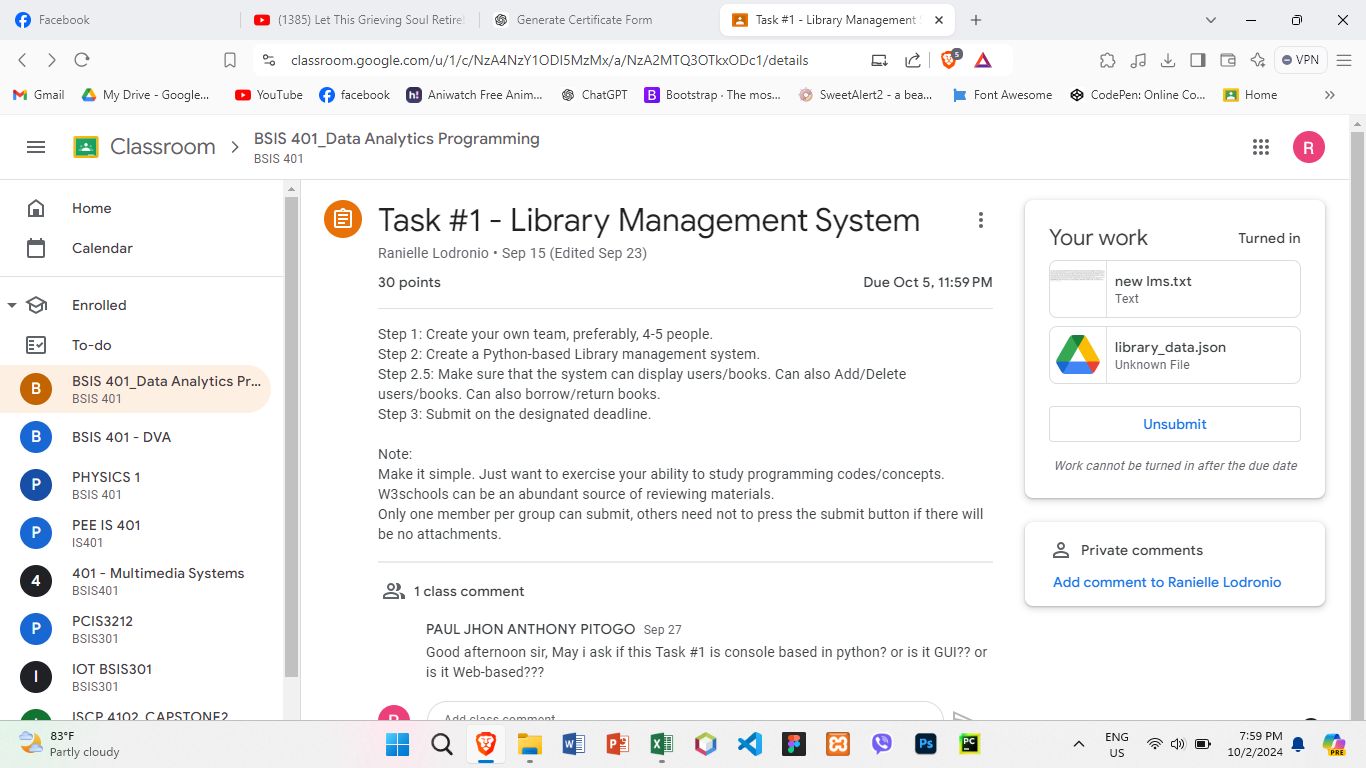 Facebook
(1385) Let This Grieving Soul Retire
Generate Certificate Form
Task #1 - Library Management
classroom.google.com/u/1/c/NzA4NzY1ODI5MzMx/a/NzA2MTQ3OTkxODc1/details
5
VPN
Gmail
My Drive - Google...
YouTube
facebook
h!
Aniwatch Free Anim...
ChatGPT
B
Bootstrap · The mos...
SweetAlert2 - a bea...
Font Awesome
CodePen: Online Co...
Home
Classroom
BSIS 401_Data Analytics Programming
BSIS 401
R
Home
Calendar
Enrolled
To-do
B
BSIS 401_Data Analytics Pr...
BSIS 401
B
BSIS 401 - DVA
P
PHYSICS 1
BSIS 401
P
PEE IS 401
IS401
4
401 - Multimedia Systems
BSIS401
P
PCIS3212
BSIS301
I
IOT BSIS301
BSIS301
ISCP 4102_CAPSTONE2
Task #1 - Library Management System
Ranielle Lodronio • Sep 15 (Edited Sep 23)
30 points
Due Oct 5, 11:59 PM
Step 1: Create your own team, preferably, 4-5 people.
Step 2: Create a Python-based Library management system.
Step 2.5: Make sure that the system can display users/books. Can also Add/Delete
users/books. Can also borrow/return books.
Step 3: Submit on the designated deadline.
Note:
Make it simple. Just want to exercise your ability to study programming codes/concepts.
W3schools can be an abundant source of reviewing materials.
Only one member per group can submit, others need not to press the submit button if there will
be no attachments.
1 class comment
PAUL JHON ANTHONY PITOGO Sep 27
Good afternoon sir, May i ask if this Task #1 is console based in python? or is it GUI?? or
is it Web-based???
R
Add class comment
Your work
Turned in
new lms.txt
Text
library_data.json
Unknown File
Unsubmit
Work cannot be turned in after the due date
Private comments
Add comment to Ranielle Lodronio
83°F
Partly cloudy
W
P
X
Ps
PC
ENG
US
7:59 PM
10/2/2024
PRE